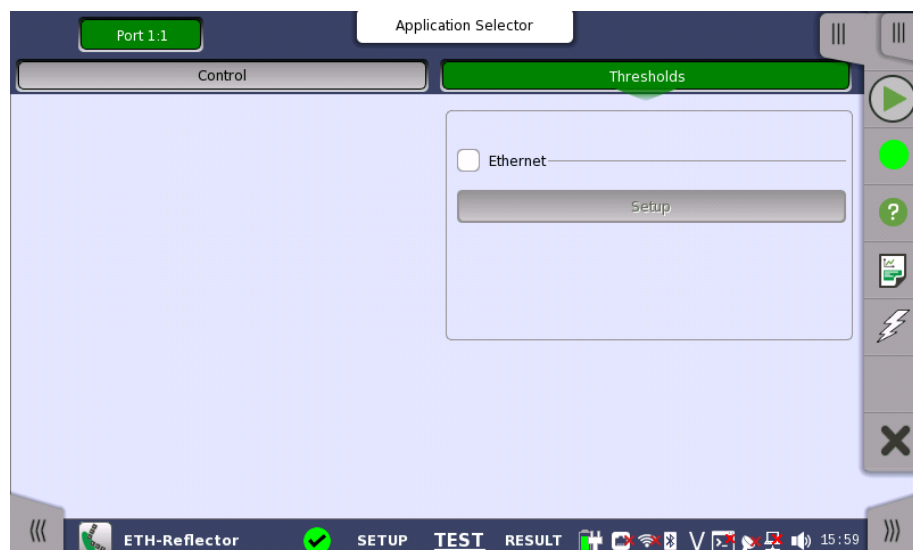 Port 1:1
Application Selector
Control
Thresholds
Ethernet
Setup
ETH-Reflector SETUP TEST RESULT V 15:59